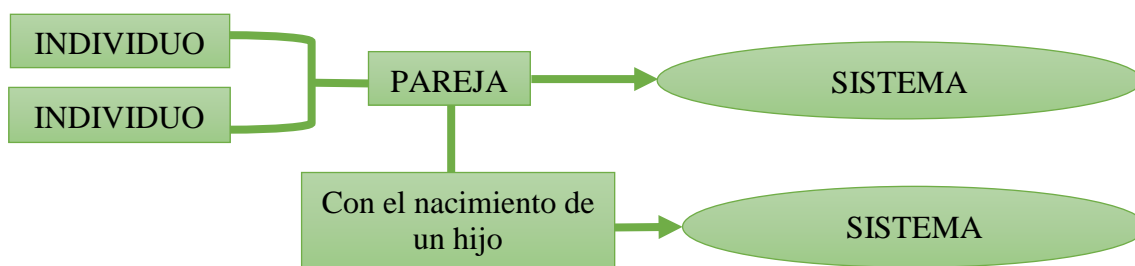 INDIVIDUO
INDIVIDUO
PAREJA
SISTEMA
Con el nacimiento de
un hijo
SISTEMA